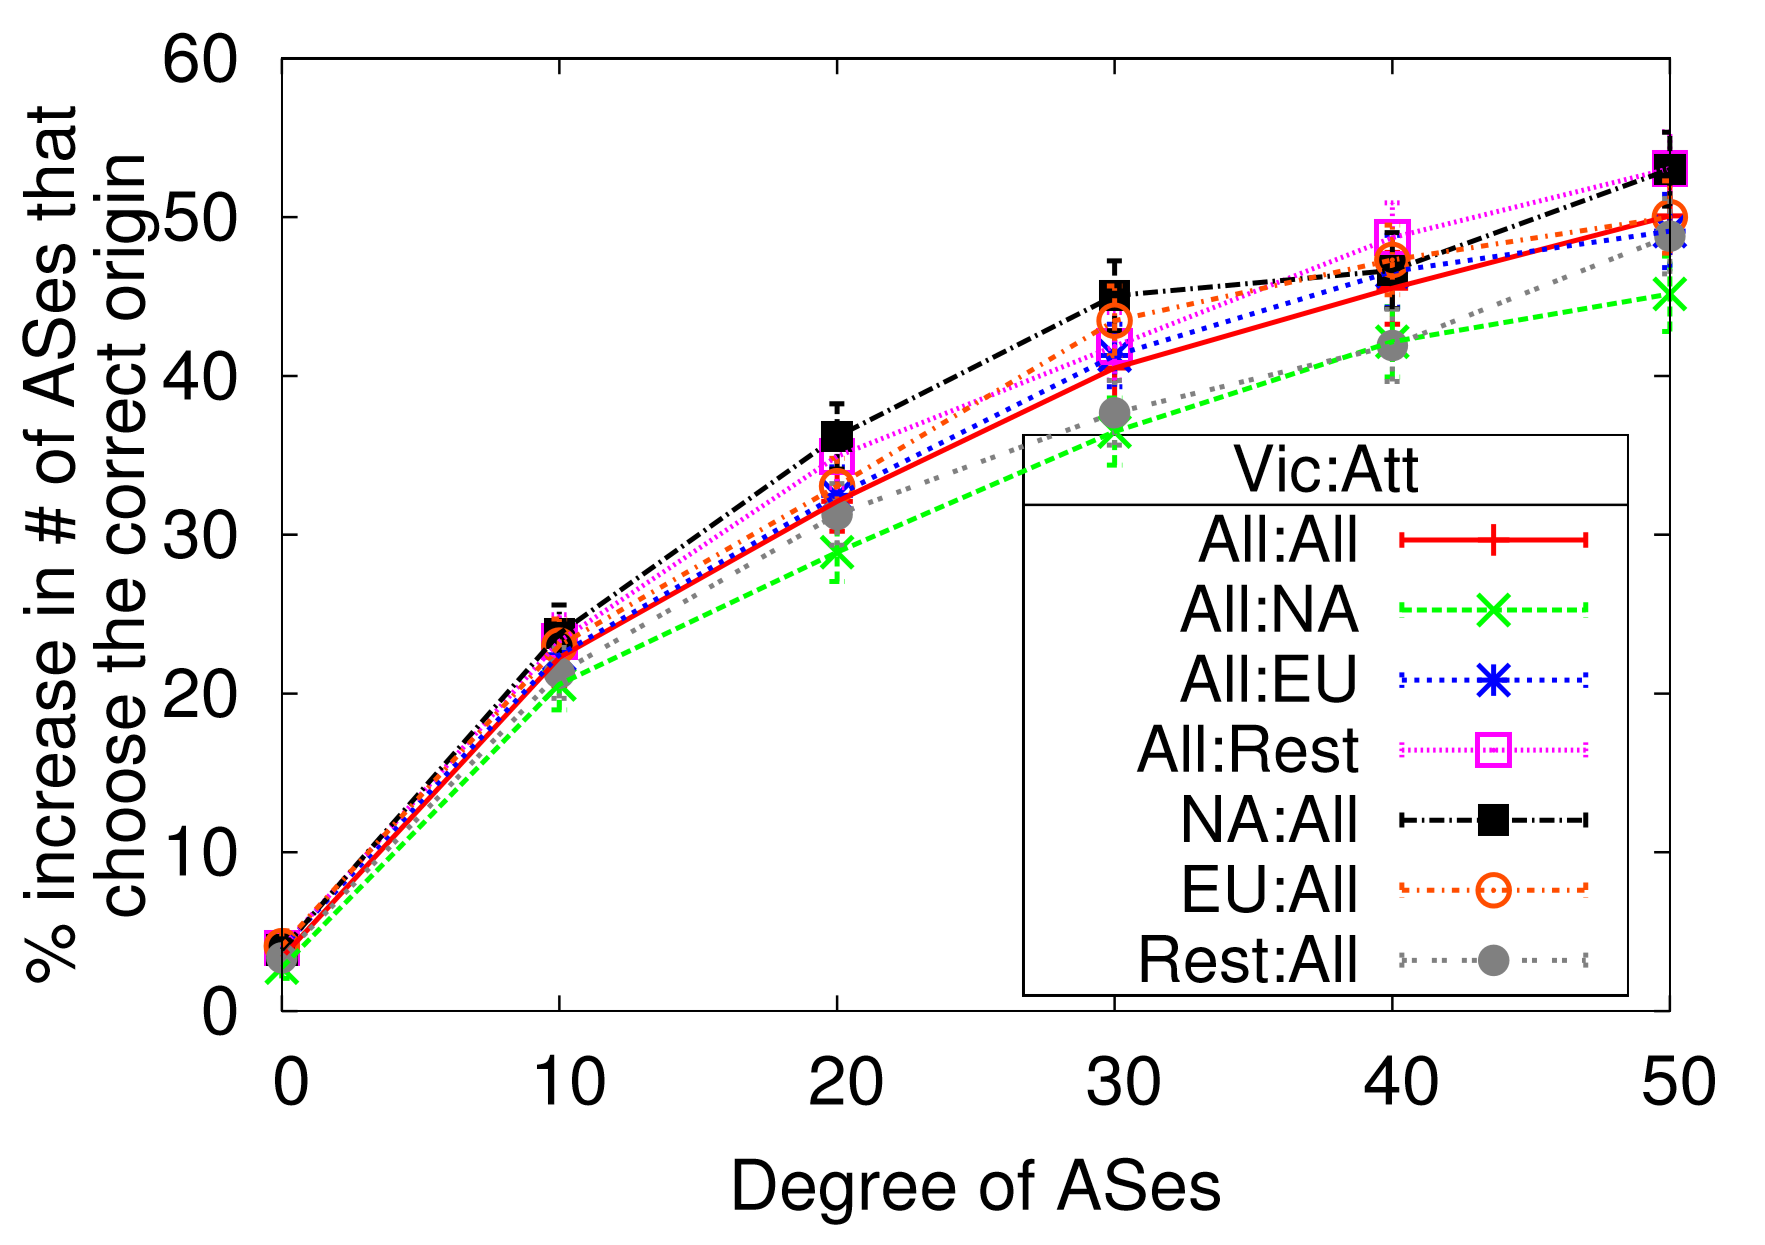 % increase in # of ASes that
choose the correct origin
60
50
40
30
20
10
0
Vic:Att
All:All
All:NA
All:EU
All:Rest
NA:All
EU:All
Rest:All
0 10 20 30 40 50
Degree of ASes